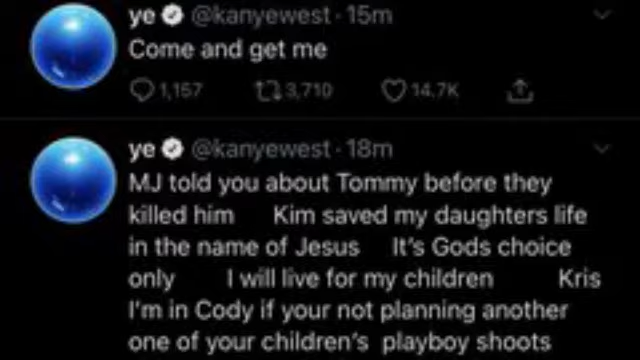 ye @kanyewest · 15m
Come and get me
1,157 3,710 14.7K
ye @kanyewest · 18m
MJ told you about Tommy before they
killed him Kim saved my daughters life
in the name of Jesus It's Gods choice
only I will live for my children Kris
I'm in Cody if your not planning another
one of your children's playboy shoots